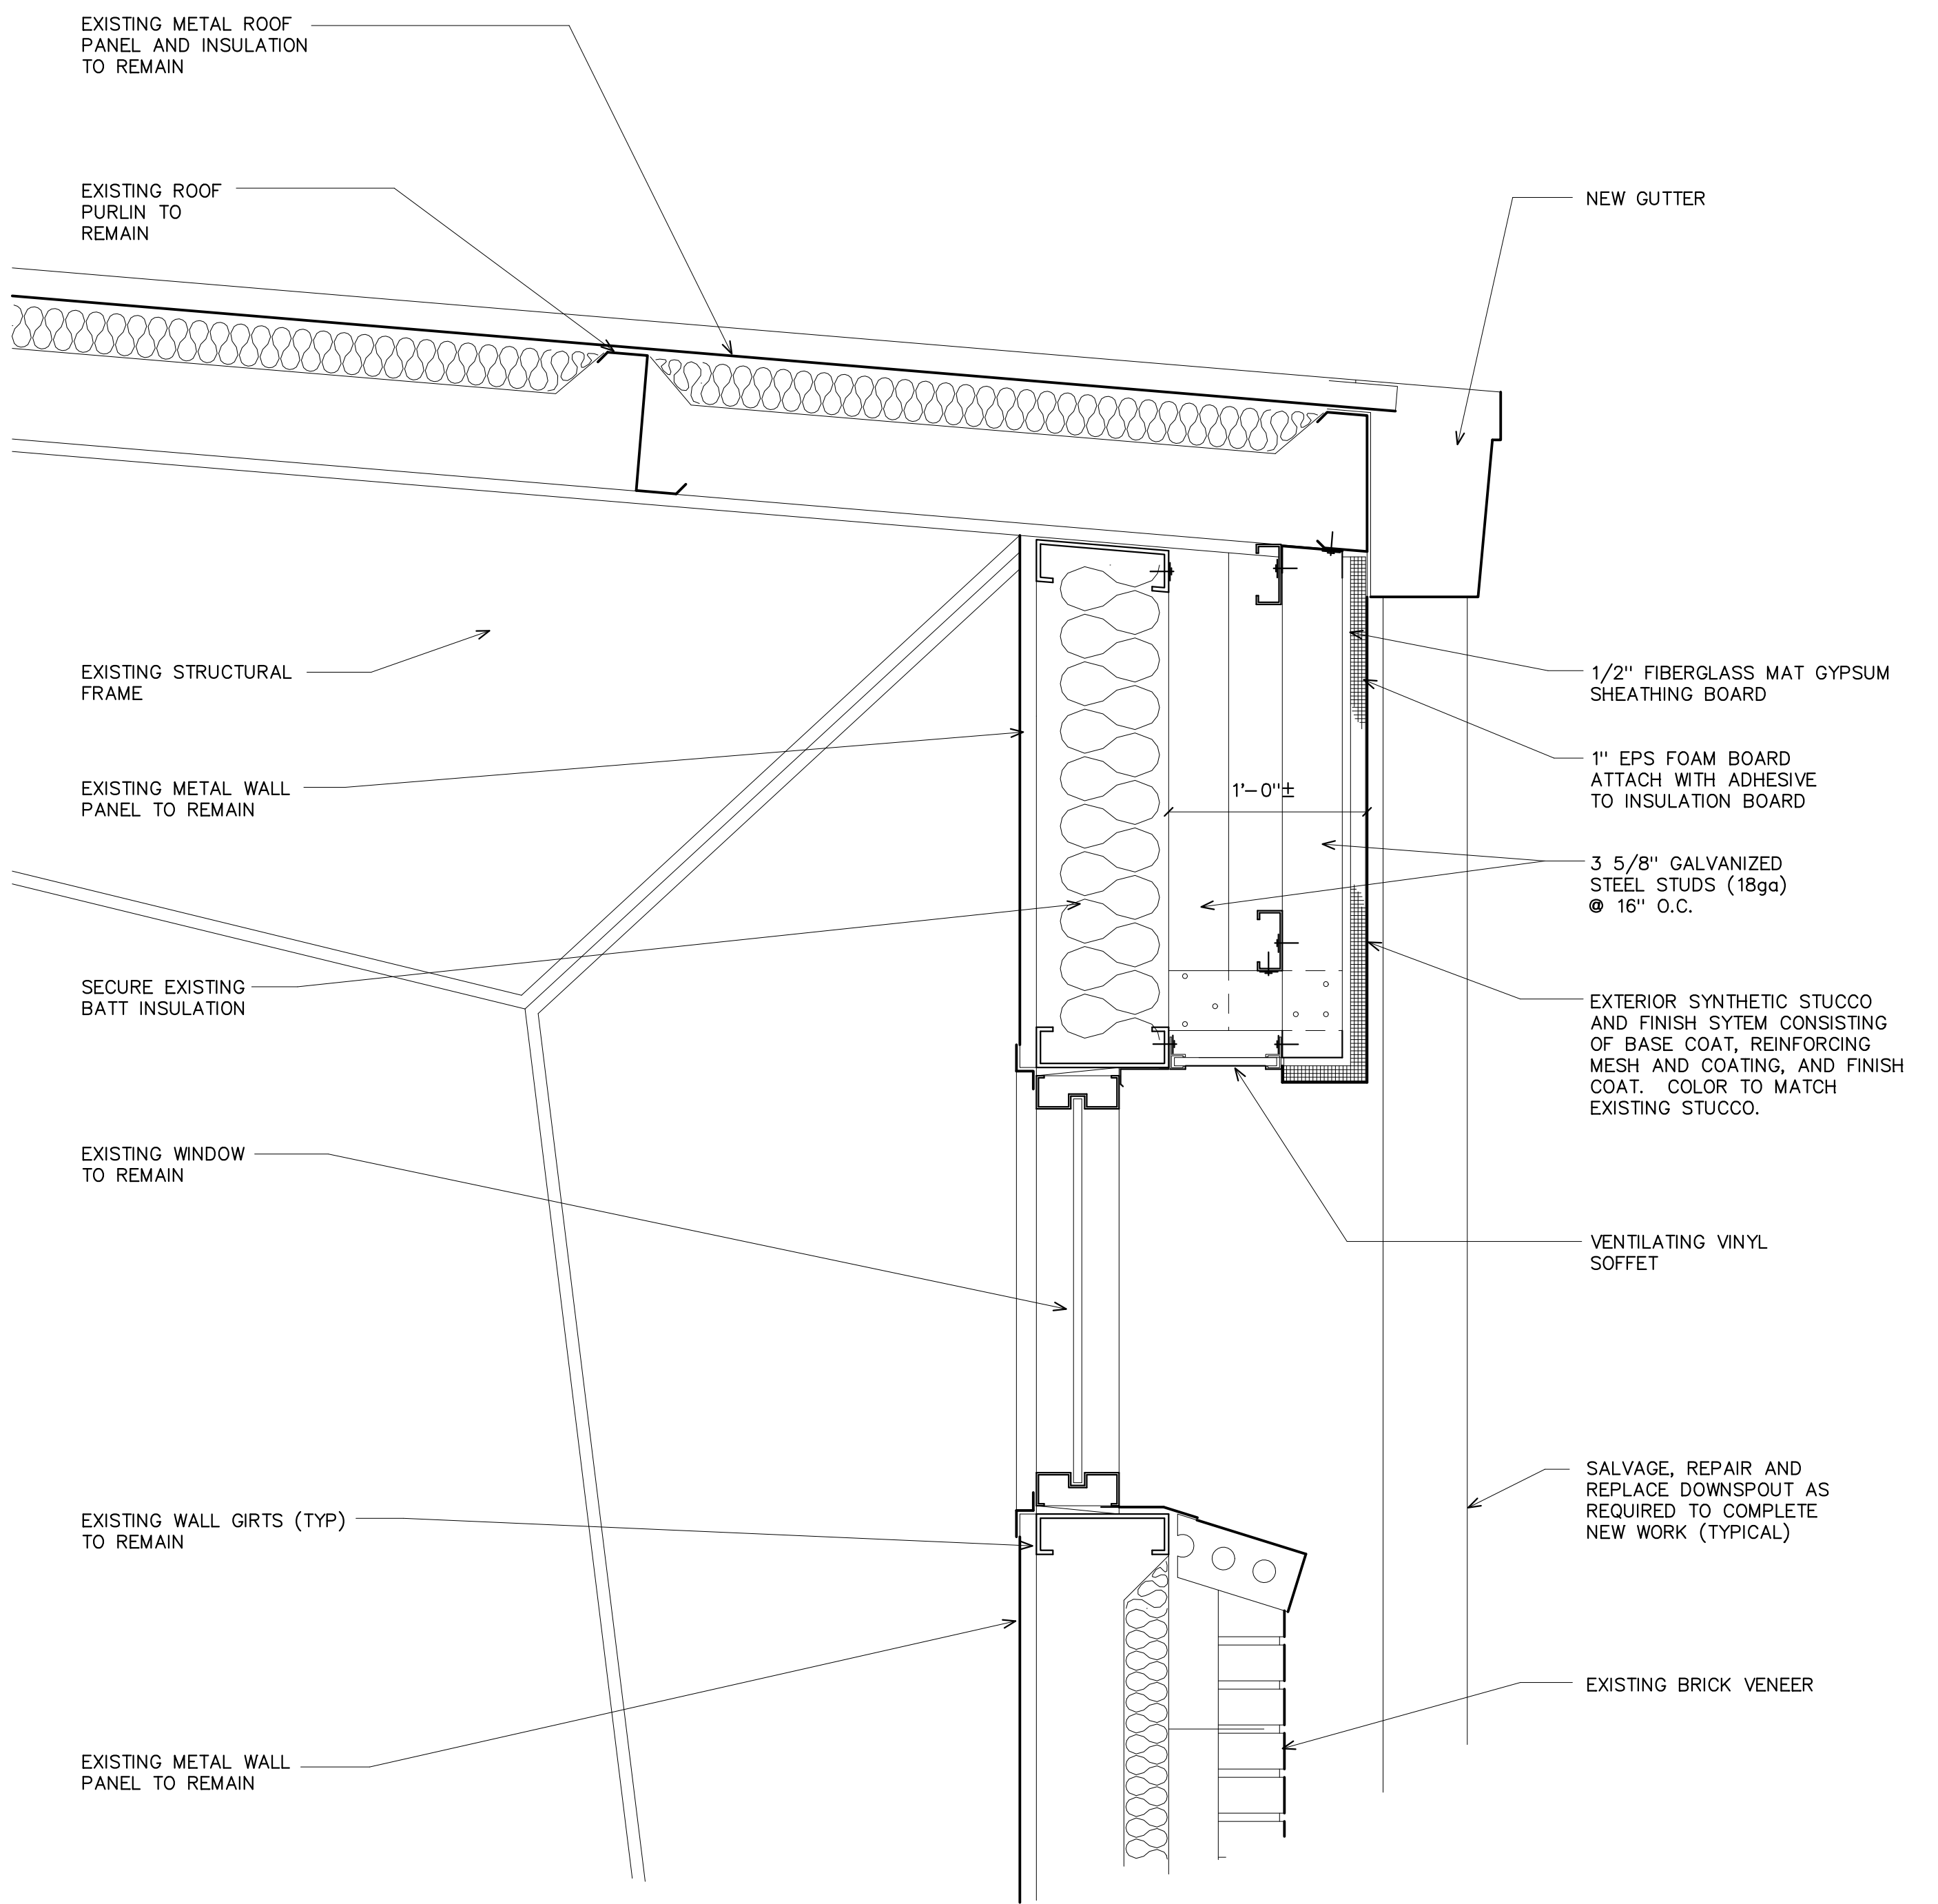 EXISTING METAL ROOF
PANEL AND INSULATION
TO REMAIN
EXISTING ROOF
PURLIN TO
REMAIN
NEW GUTTER
EXISTING STRUCTURAL
FRAME
1/2" FIBERGLASS MAT GYPSUM
SHEATHING BOARD
EXISTING METAL WALL
PANEL TO REMAIN
1" EPS FOAM BOARD
ATTACH WITH ADHESIVE
TO INSULATION BOARD
1'-0"±
3 5/8" GALVANIZED
STEEL STUDS (18ga)
@ 16" O.C.
SECURE EXISTING
BATT INSULATION
EXTERIOR SYNTHETIC STUCCO
AND FINISH SYTEM CONSISTING
OF BASE COAT, REINFORCING
MESH AND COATING, AND FINISH
COAT. COLOR TO MATCH
EXISTING STUCCO.
EXISTING WINDOW
TO REMAIN
VENTILATING VINYL
SOFFET
EXISTING WALL GIRTS (TYP)
TO REMAIN
SALVAGE, REPAIR AND
REPLACE DOWNSPOUT AS
REQUIRED TO COMPLETE
NEW WORK (TYPICAL)
EXISTING BRICK VENEER
EXISTING METAL WALL
PANEL TO REMAIN